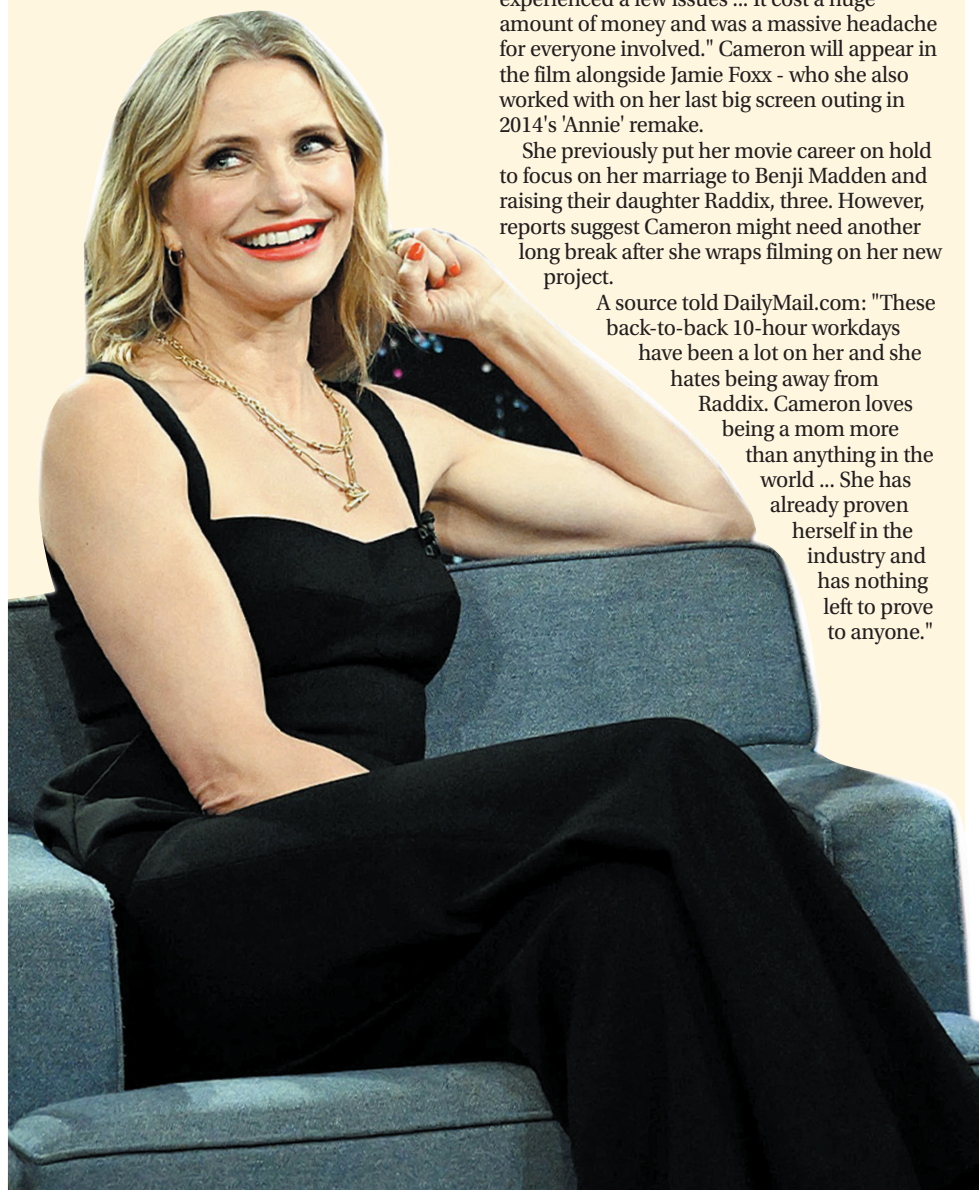 experienced a few issues ... It cost a huge
amount of money and was a massive headache
for everyone involved." Cameron will appear in
the film alongside Jamie Foxx - who she also
worked with on her last big screen outing in
2014's 'Annie' remake.
She previously put her movie career on hold
to focus on her marriage to Benji Madden and
raising their daughter Raddix, three. However,
reports suggest Cameron might need another
long break after she wraps filming on her new
project.
A source told DailyMail.com: "These
back-to-back 10-hour workdays
have been a lot on her and she
hates being away from
Raddix. Cameron loves
being a mom more
than anything in the
world ... She has
already proven
herself in the
industry and
has nothing
left to prove
to anyone."